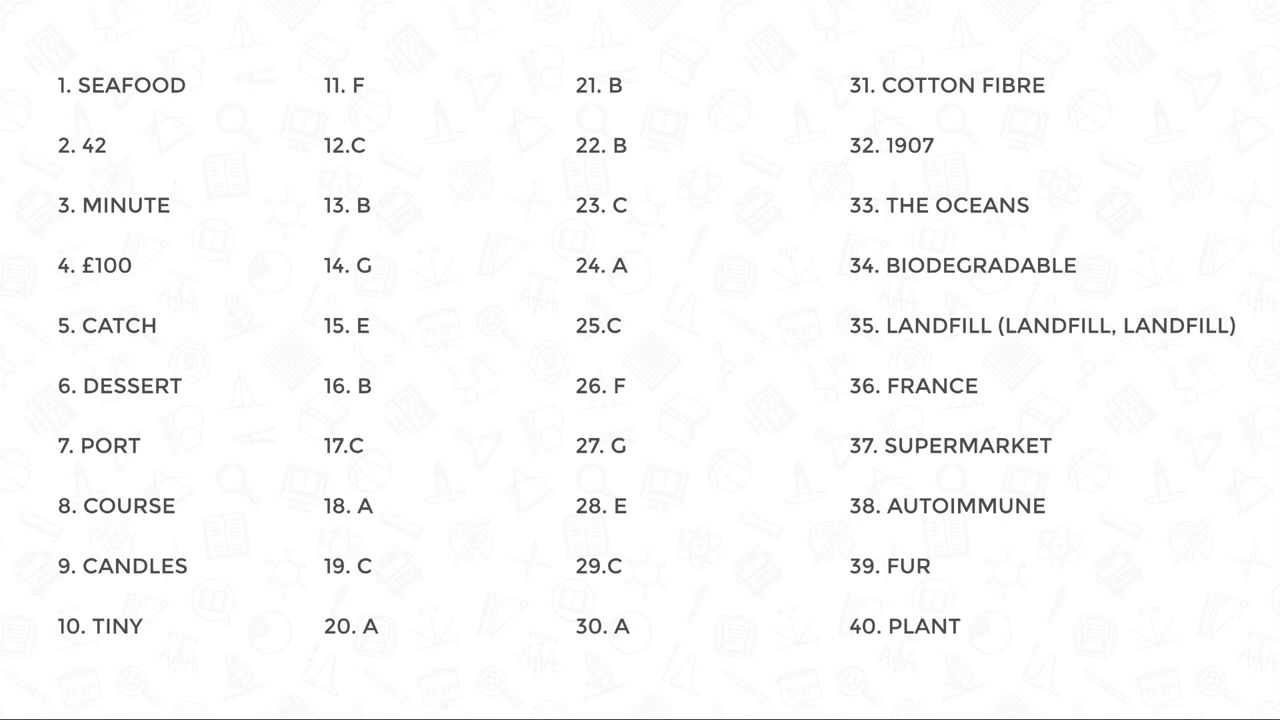 1. SEAFOOD
2. 42
3. MINUTE
4. £100
5. CATCH
6. DESSERT
7. PORT
8. COURSE
9. CANDLES
10. TINY
11. F
12.C
13. B
14. G
15. E
16. B
17.C
18. A
19. C
20. A
21. B
22. B
23. C
24. A
25.C
26. F
27. G
28. E
29.C
30. A
31. COTTON FIBRE
32. 1907
33. THE OCEANS
34. BIODEGRADABLE
35. LANDFILL (LANDFILL, LANDFILL)
36. FRANCE
37. SUPERMARKET
38. AUTOIMMUNE
39. FUR
40. PLANT